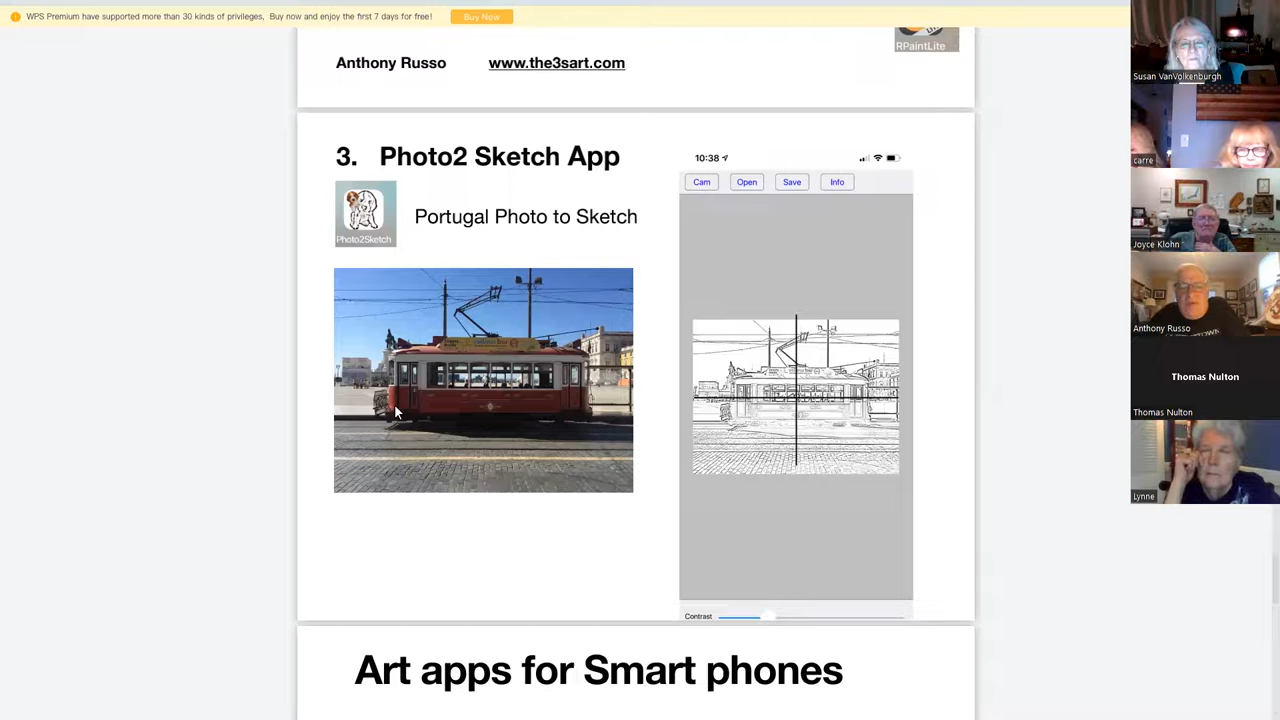 WPS Premium have supported more than 30 kinds of privileges, Buy now and enjoy the first 7 days for free!
Buy Now
RPaintLite
Anthony Russo www.the3sart.com
3. Photo2 Sketch App
Photo2Sketch
Portugal Photo to Sketch
10:38
Cam Open Save Info
Contrast
Art apps for Smart phones
Susan VanVolkenburgh
carre
Joyce Klohn
Anthony Russo
Thomas Nulton
Thomas Nulton
Lynne